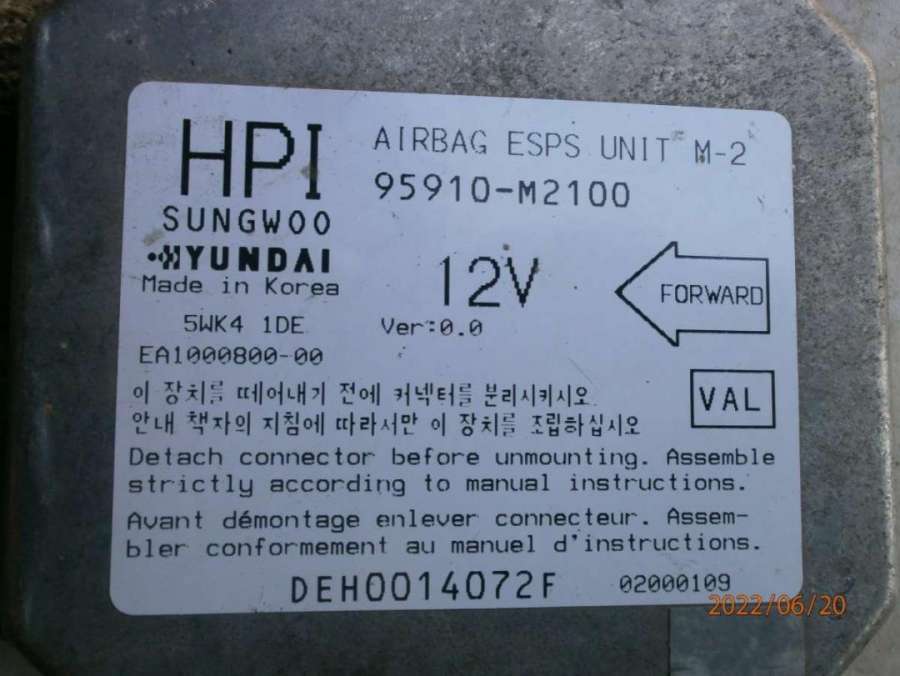 HPI
SUNGWOO
HYUNDAI
Made in Korea
AIRBAG ESPS UNIT M-2
95910-M2100
12V
FORWARD
5WK4 1DE
Ver:0.0
EA1000800-00
VAL
이 장치를 떼어내기 전에 커넥터를 분리시키시오
안내 책자의 지침에 따라서만 이 장치를 조립하십시오
Detach connector before unmounting. Assemble
strictly according to manual instructions.
Avant démontage enlever connecteur. Assem-
bler conformement au manuel d'instructions.
DEH0014072F
02000109
2022/06/20